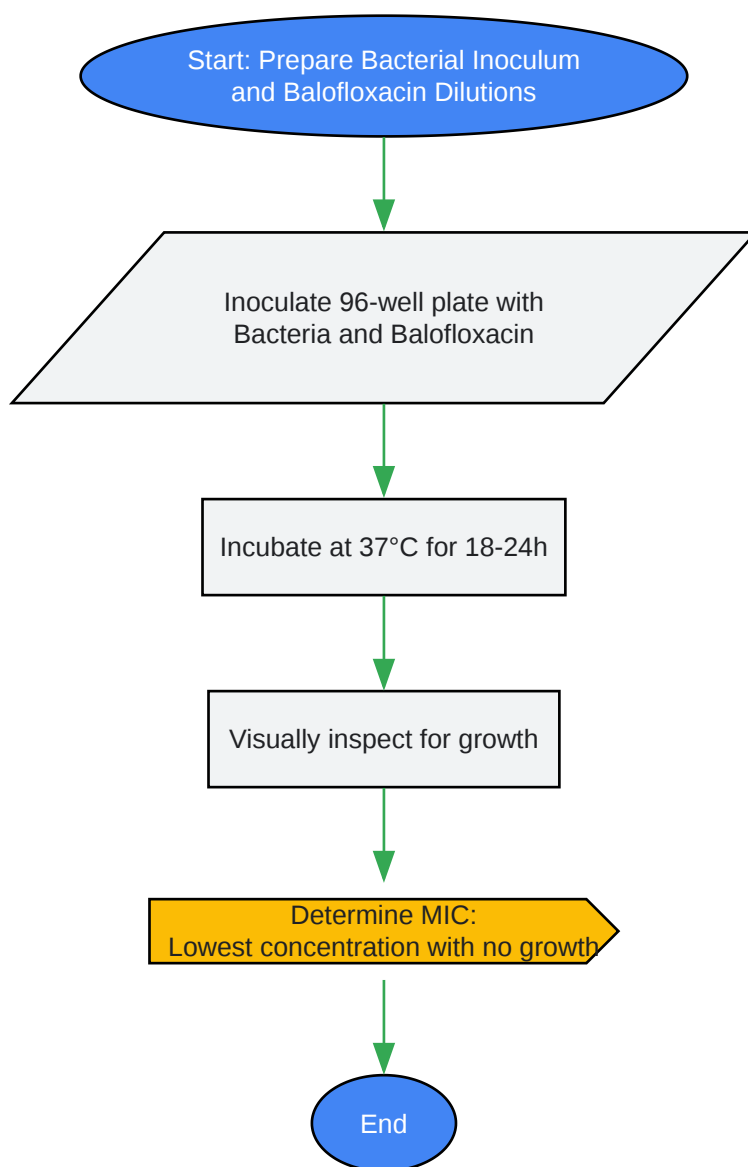 Start: Prepare Bacterial Inoculum
and Balofloxacin Dilutions
Inoculate 96-well plate with
Bacteria and Balofloxacin
Incubate at 37°C for 18-24h
Visually inspect for growth
Determine MIC:
Lowest concentration with no growth
End